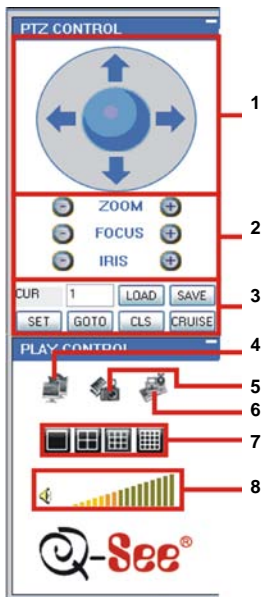 PTZ CONTROL
1
ZOOM
2
FOCUS
IRIS
CUR 1 LOAD SAVE
3
SET GOTO CLS CRUISE
4
PLAY CONTROL
5
6
7
8
Q-See®